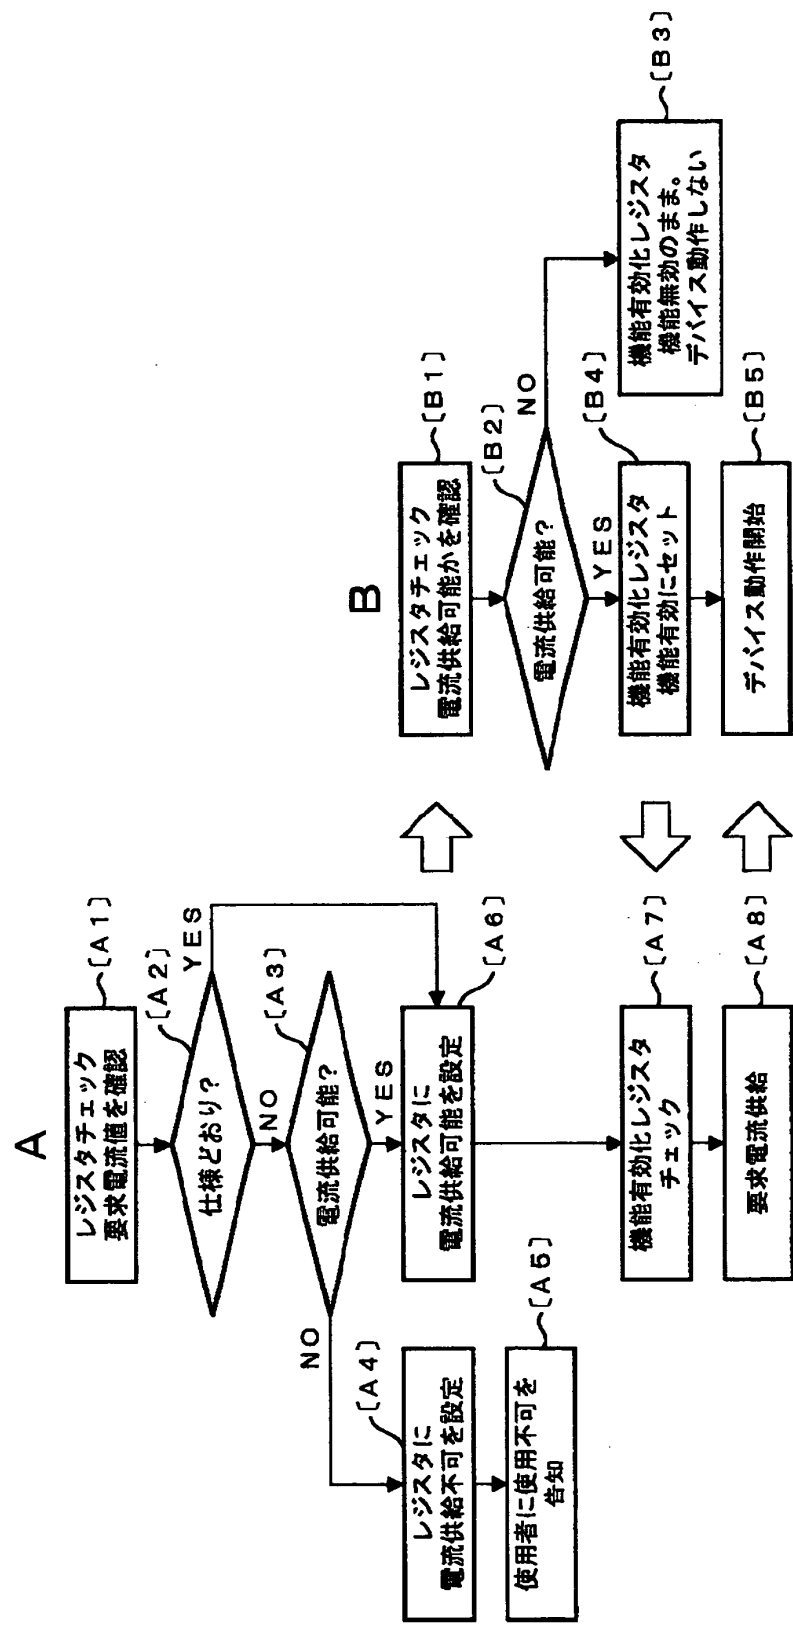 A
レジスタチェック
要求電流値を確認
[A1]
仕様どおり?
[A2]
YES
NO
電流供給可能?
[A3]
NO
YES
レジスタに
電流供給不可を設定
[A4]
使用者に使用不可を
告知
[A5]
レジスタに
電流供給可能を設定
[A6]
機能有効化レジスタ
チェック
[A7]
要求電流供給
[A8]
B
レジスタチェック
電流供給可能かを確認
[B1]
電流供給可能?
[B2]
NO
YES
機能有効化レジスタ
機能無効のまま。
デバイス動作しない
[B3]
機能有効化レジスタ
機能有効にセット
[B4]
デバイス動作開始
[B5]